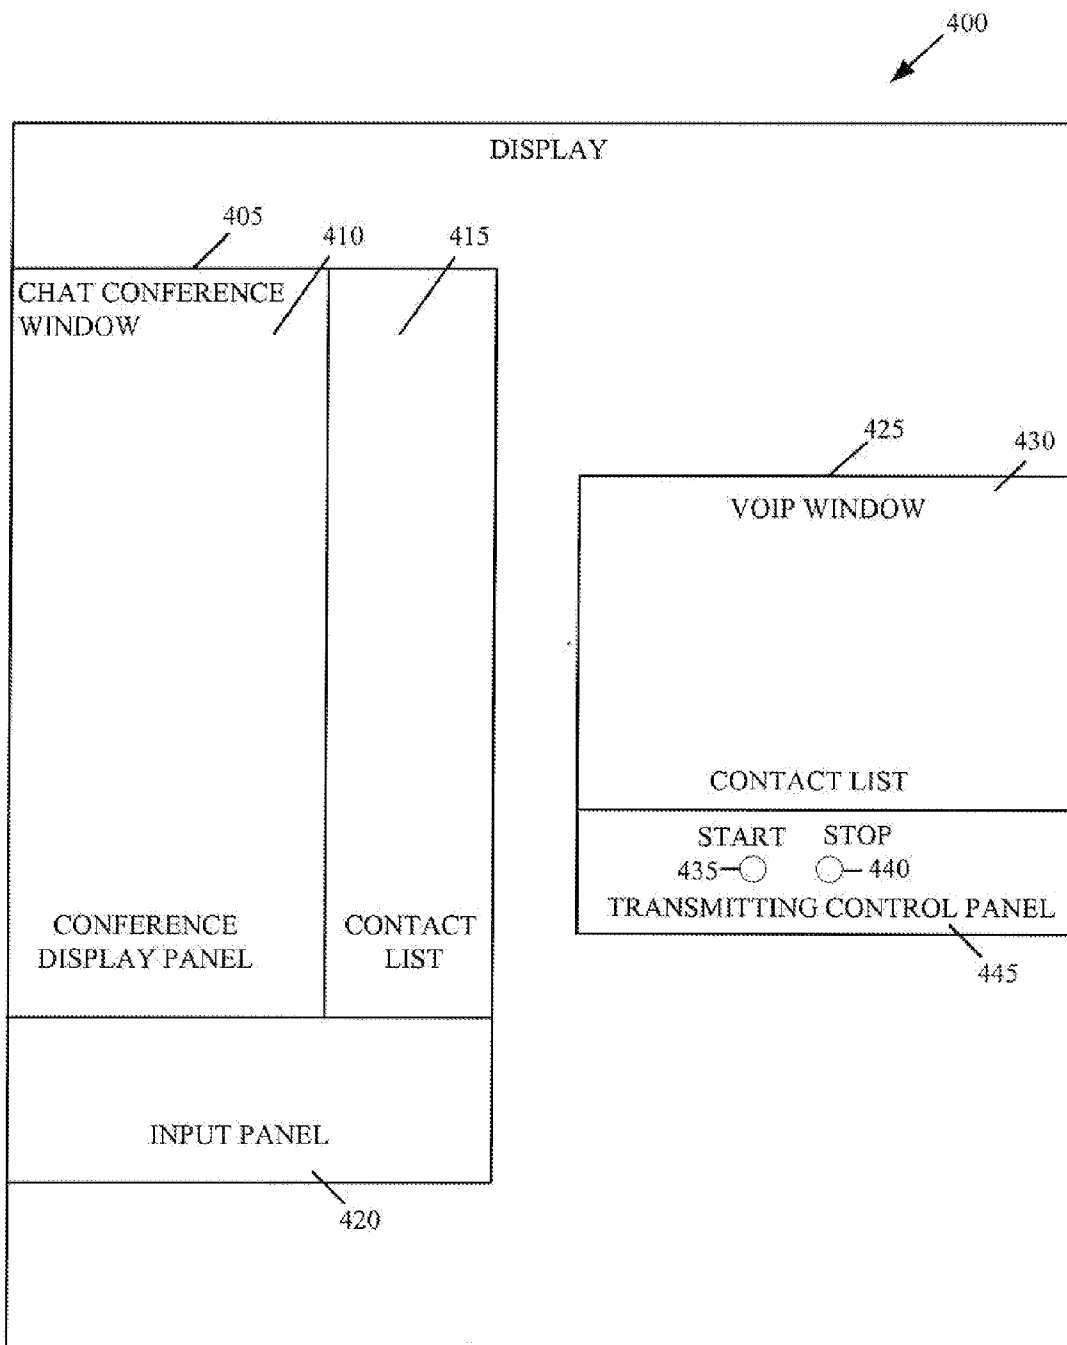 400
DISPLAY
405
410
415
CHAT CONFERENCE
WINDOW
425
430
VOIP WINDOW
CONTACT LIST
START STOP
435 440
TRANSMITTING CONTROL PANEL
445
CONFERENCE
DISPLAY PANEL
CONTACT
LIST
INPUT PANEL
420